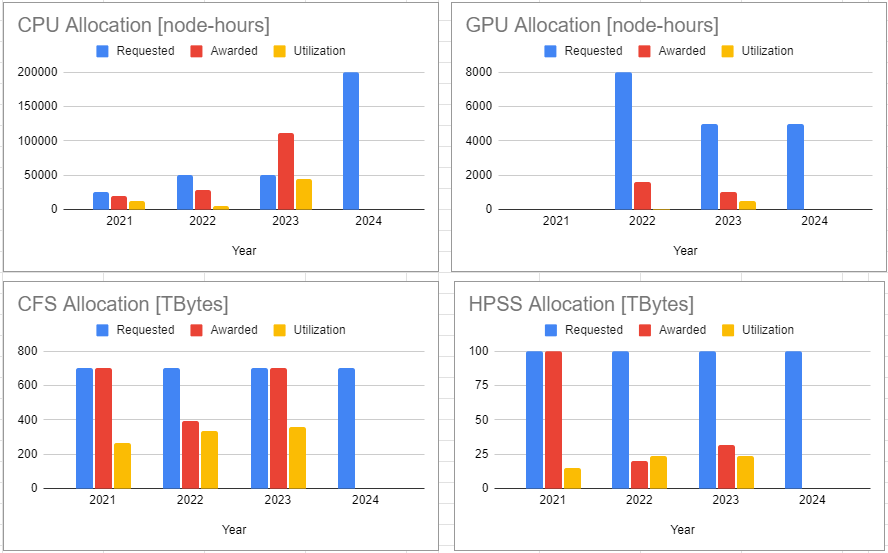 CPU Allocation [node-hours]
Requested Awarded Utilization
200000
150000
100000
50000
0
2021 2022 2023 2024
Year
GPU Allocation [node-hours]
Requested Awarded Utilization
8000
6000
4000
2000
0
2021 2022 2023 2024
Year
CFS Allocation [TBytes]
Requested Awarded Utilization
800
600
400
200
0
2021 2022 2023 2024
Year
HPSS Allocation [TBytes]
Requested Awarded Utilization
100
75
50
25
0
2021 2022 2023 2024
Year